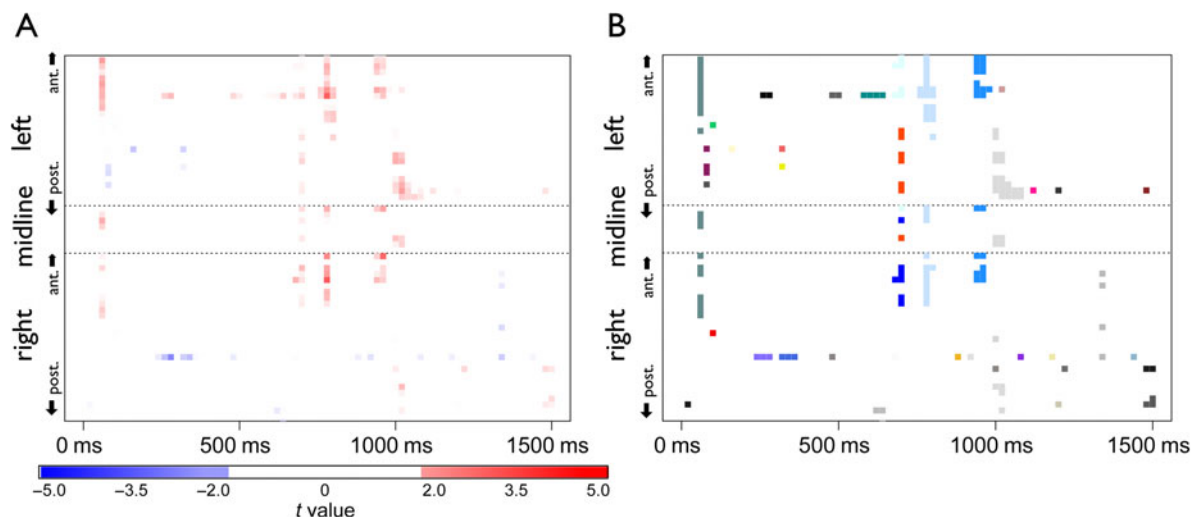 A
ant.
left
post.
midline
ant.
right
post.
0 ms 500 ms 1000 ms 1500 ms
−5.0 −3.5 −2.0 0 2.0 3.5 5.0
t value
B
ant.
left
post.
midline
ant.
right
post.
0 ms 500 ms 1000 ms 1500 ms